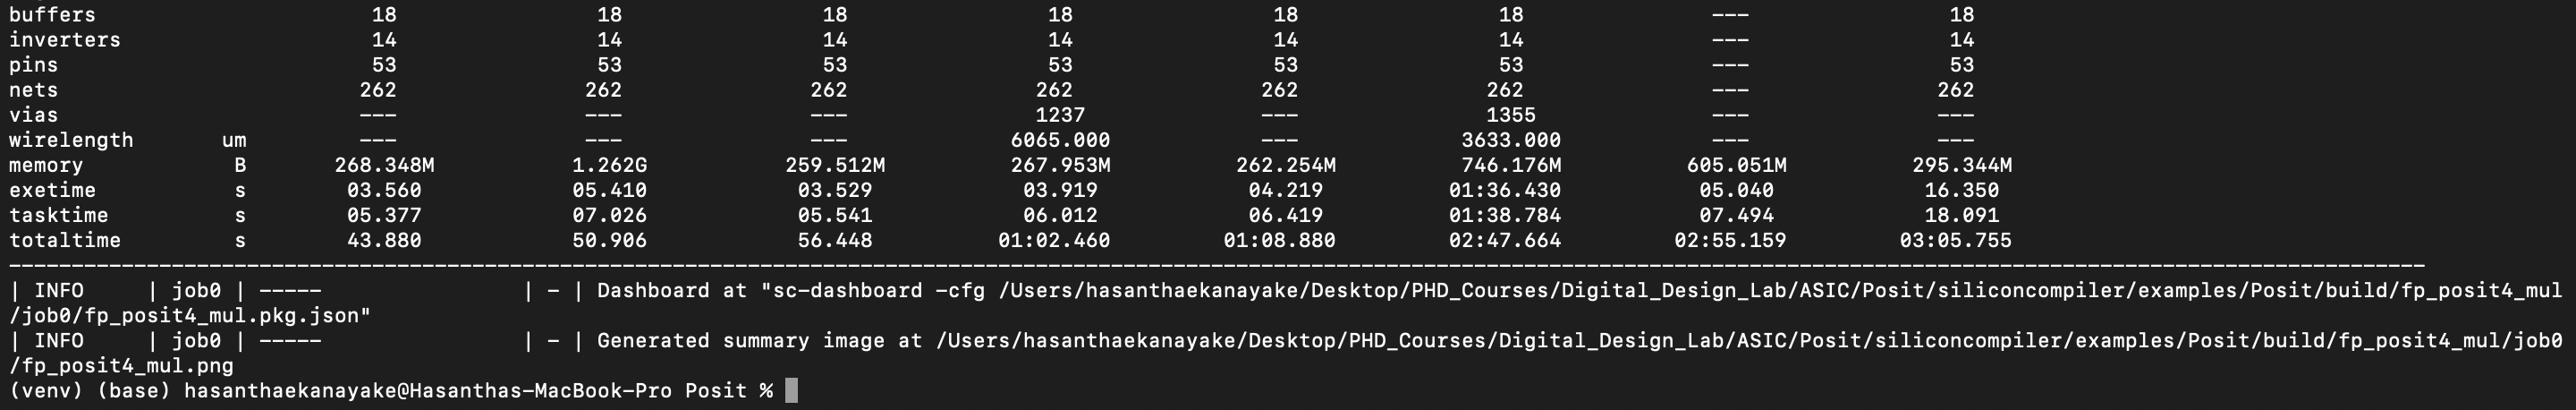 buffers 18 18 18 18 18 18 --- 18
inverters 14 14 14 14 14 14 --- 14
pins 53 53 53 53 53 53 --- 53
nets 262 262 262 262 262 262 --- 262
vias --- --- --- 1237 --- 1355 --- ---
wirelength um --- --- --- 6065.000 --- 3633.000 --- ---
memory B 268.348M 1.262G 259.512M 267.953M 262.254M 746.176M 605.051M 295.344M
exetime s 03.560 05.410 03.529 03.919 04.219 01:36.430 05.040 16.350
tasktime s 05.377 07.026 05.541 06.012 06.419 01:38.784 07.494 18.091
totaltime s 43.880 50.906 56.448 01:02.460 01:08.880 02:47.664 02:55.159 03:05.755
| INFO | job0 | ----- | - | Dashboard at "sc-dashboard -cfg /Users/hasanthaekanayake/Desktop/PHD_Courses/Digital_Design_Lab/ASIC/Posit/siliconcompiler/examples/Posit/build/fp_posit4_mul
/job0/fp_posit4_mul.pkg.json"
| INFO | job0 | ----- | - | Generated summary image at /Users/hasanthaekanayake/Desktop/PHD_Courses/Digital_Design_Lab/ASIC/Posit/siliconcompiler/examples/Posit/build/fp_posit4_mul/job0
/fp_posit4_mul.png
(venv) (base) hasanthaekanayake@Hasanthas-MacBook-Pro Posit %